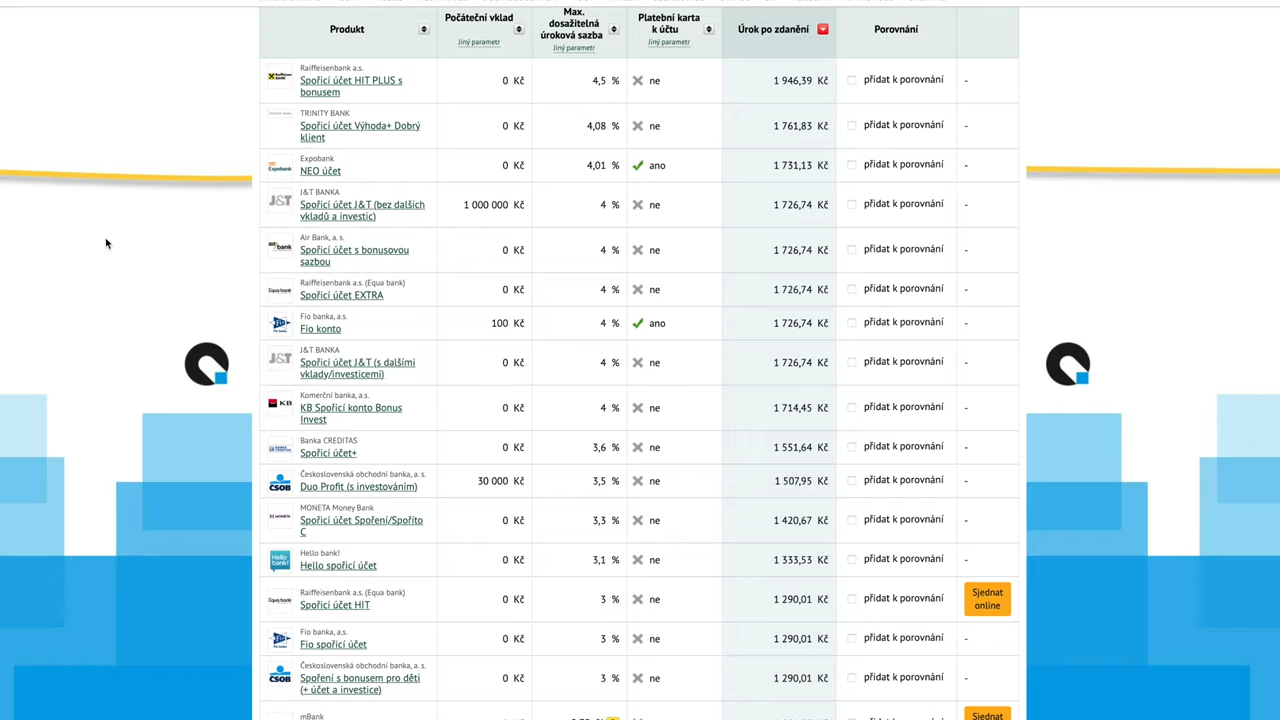 Produkt
Počáteční vklad
Jiný parametr
Max. dosažitelná úroková sazba
Jiný parametr
Platební karta k účtu
Jiný parametr
Úrok po zdanění
Porovnání
Raiffeisenbank a.s.
Spořicí účet HIT PLUS s bonusem
0 Kč 4,5 % ne 1 946,39 Kč přidat k porovnání -
TRINITY BANK
Spořicí účet Výhoda+ Dobrý klient
0 Kč 4,08 % ne 1 761,83 Kč přidat k porovnání -
Expobank
NEO účet
0 Kč 4,01 % ano 1 731,13 Kč přidat k porovnání -
J&T BANKA
Spořicí účet J&T (bez dalších vkladů a investic)
1 000 000 Kč 4 % ne 1 726,74 Kč přidat k porovnání -
Air Bank, a. s.
Spořicí účet s bonusovou sazbou
0 Kč 4 % ne 1 726,74 Kč přidat k porovnání -
Raiffeisenbank a.s. (Equa bank)
Spořicí účet EXTRA
0 Kč 4 % ne 1 726,74 Kč přidat k porovnání -
Fio banka, a.s.
Fio konto
100 Kč 4 % ano 1 726,74 Kč přidat k porovnání -
J&T BANKA
Spořicí účet J&T (s dalšími vklady/investicemi)
0 Kč 4 % ne 1 726,74 Kč přidat k porovnání -
Komerční banka, a.s.
KB Spořicí konto Bonus Invest
0 Kč 4 % ne 1 714,45 Kč přidat k porovnání -
Banka CREDITAS
Spořicí účet+
0 Kč 3,6 % ne 1 551,64 Kč přidat k porovnání -
Československá obchodní banka, a. s.
Duo Profit (s investováním)
30 000 Kč 3,5 % ne 1 507,95 Kč přidat k porovnání -
MONETA Money Bank
Spořicí účet Spoření/Spoříto C
0 Kč 3,3 % ne 1 420,67 Kč přidat k porovnání -
Hello bank!
Hello spořicí účet
0 Kč 3,1 % ne 1 333,53 Kč přidat k porovnání -
Raiffeisenbank a.s. (Equa bank)
Spořicí účet HIT
0 Kč 3 % ne 1 290,01 Kč přidat k porovnání Sjednat online
Fio banka, a.s.
Fio spořicí účet
0 Kč 3 % ne 1 290,01 Kč přidat k porovnání -
Československá obchodní banka, a. s.
Spoření s bonusem pro děti (+ účet a investice)
0 Kč 3 % ne 1 290,01 Kč přidat k porovnání -
mBank
Sjednat